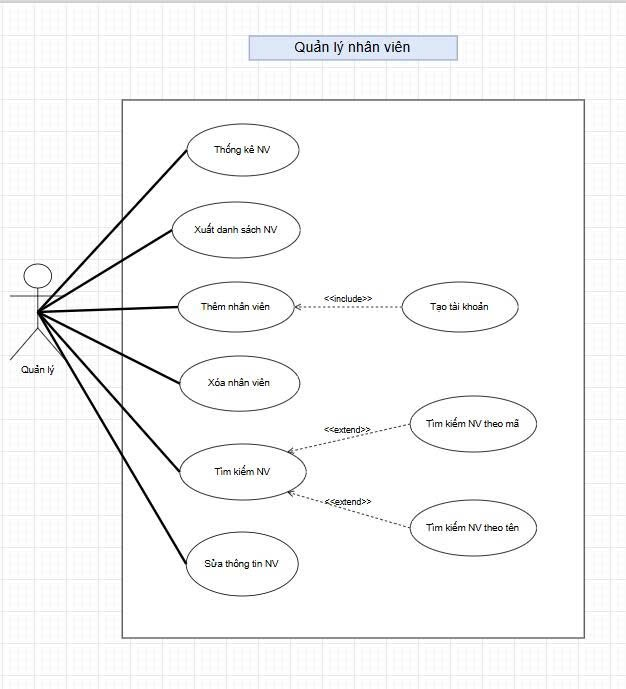 Quản lý nhân viên
Thống kê NV
Xuất danh sách NV
Thêm nhân viên
<<include>>
Tạo tài khoản
Quản lý
Xóa nhân viên
<<extend>>
Tìm kiếm NV theo mã
Tìm kiếm NV
<<extend>>
Tìm kiếm NV theo tên
Sửa thông tin NV